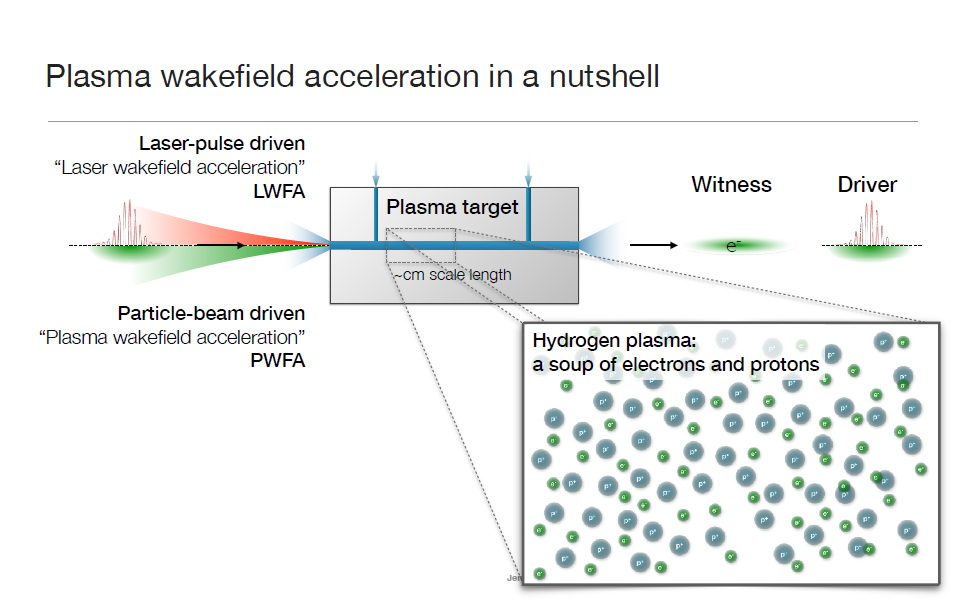 Plasma wakefield acceleration in a nutshell
Laser-pulse driven
“Laser wakefield acceleration”
LWFA
Particle-beam driven
“Plasma wakefield acceleration”
PWFA
Plasma target
~cm scale length
Witness
e-
Driver
Hydrogen plasma:
a soup of electrons and protons
p+
e-